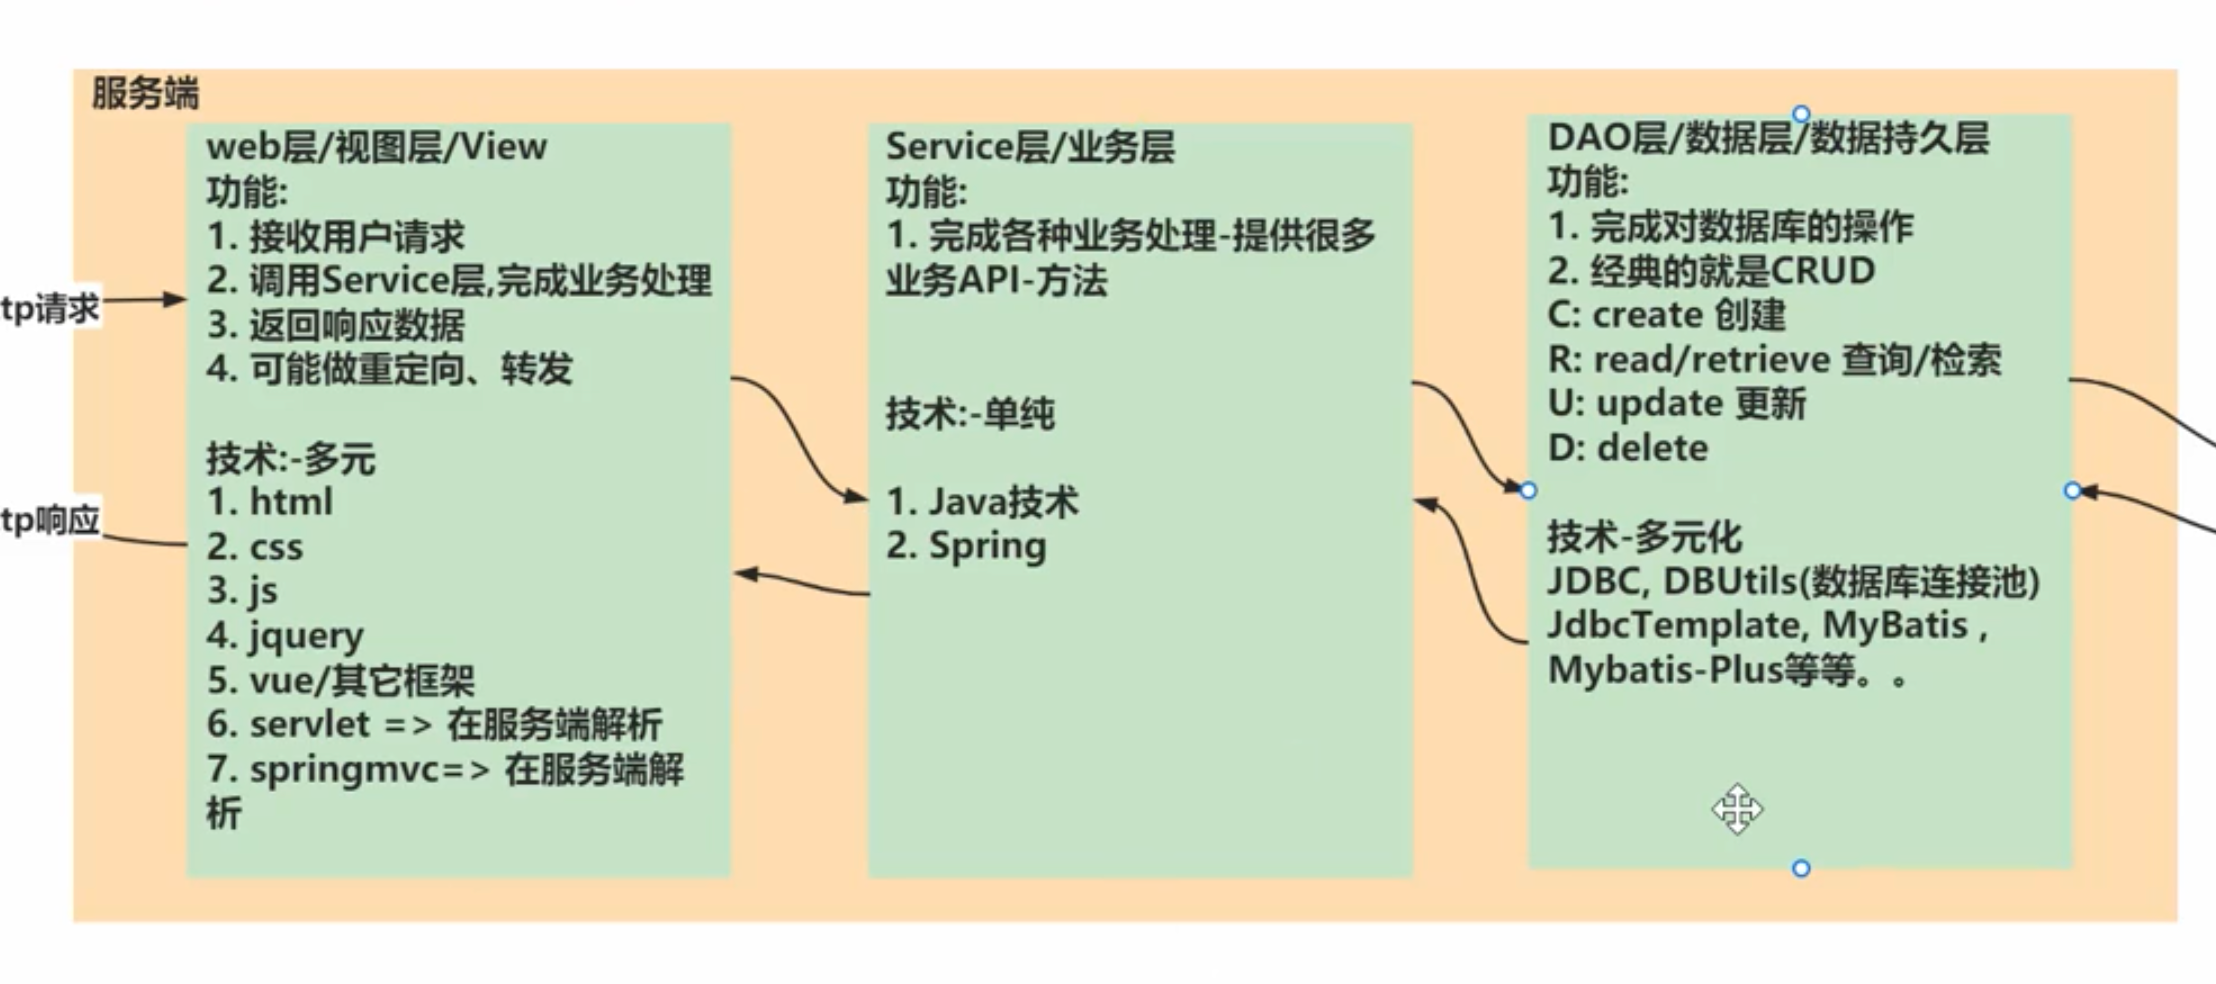 服务端
web层/视图层/View
功能:
1. 接收用户请求
2. 调用Service层,完成业务处理
3. 返回响应数据
4. 可能做重定向、转发
技术:-多元
1. html
2. css
3. js
4. jquery
5. vue/其它框架
6. servlet => 在服务端解析
7. springmvc=> 在服务端解
析
tp请求
tp响应
Service层/业务层
功能:
1. 完成各种业务处理-提供很多
业务API-方法
技术:-单纯
1. Java技术
2. Spring
DAO层/数据层/数据持久层
功能:
1. 完成对数据库的操作
2. 经典的就是CRUD
C: create 创建
R: read/retrieve 查询/检索
U: update 更新
D: delete
技术-多元化
JDBC, DBUtils(数据库连接池)
JdbcTemplate, MyBatis ,
Mybatis-Plus等等。。